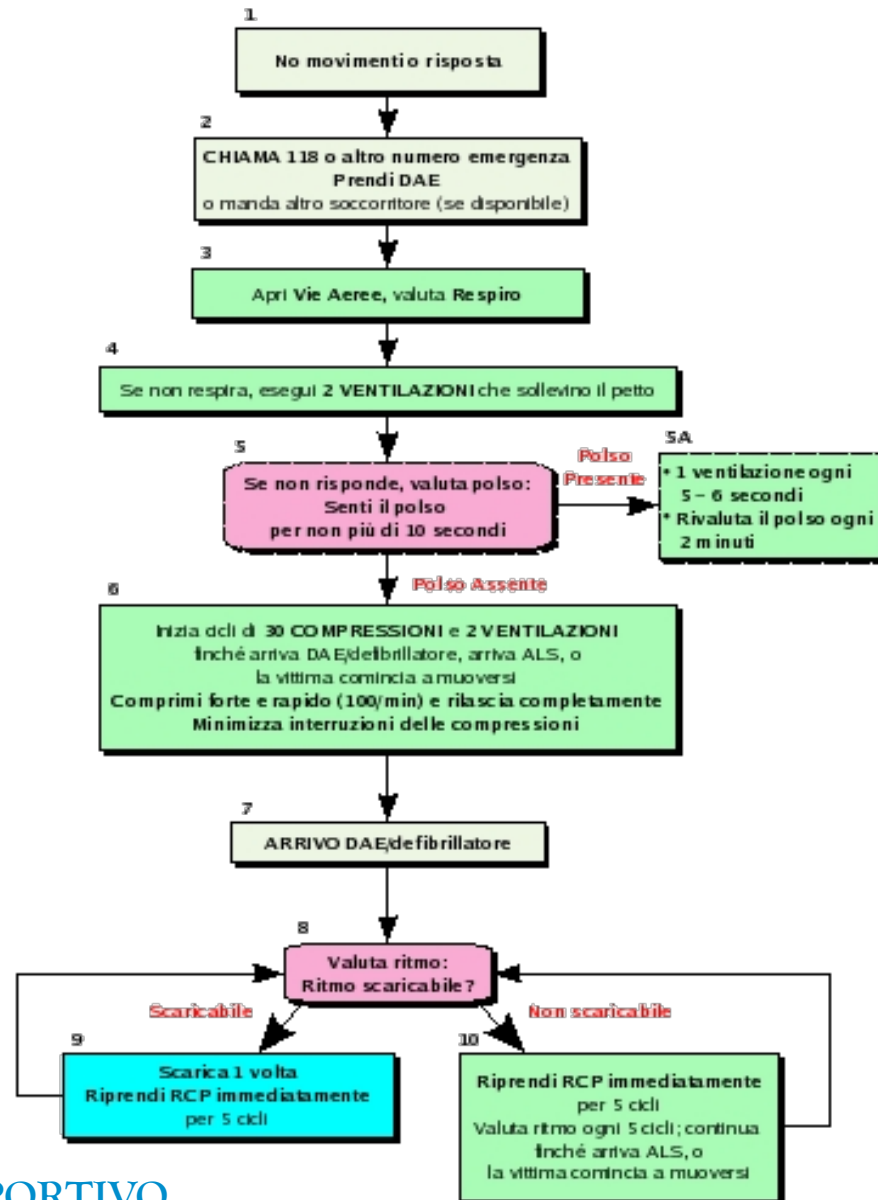 1
No movimenti o risposta
2
CHIAMA 118 o altro numero emergenza
Prendi DAE
o manda altro soccorritore (se disponibile)
3
Apri Vie Aeree, valuta Respiro
4
Se non respira, esegui 2 VENTILAZIONI che sollevino il petto
5
Se non risponde, valuta polso:
Senti il polso
per non più di 10 secondi
Polso
Presente
5A
• 1 ventilazione ogni
5 – 6 secondi
• Rivaluta il polso ogni
2 minuti
Polso Assente
6
Inizia cicli di 30 COMPRESSIONI e 2 VENTILAZIONI
finché arriva DAE/defibrillatore, arriva ALS, o
la vittima comincia a muoversi
Comprimi forte e rapido (100/min) e rilascia completamente
Minimizza interruzioni delle compressioni
7
ARRIVO DAE/defibrillatore
8
Valuta ritmo:
Ritmo scaricabile?
Scaricabile
Non scaricabile
9
Scarica 1 volta
Riprendi RCP immediatamente
per 5 cicli
10
Riprendi RCP immediatamente
per 5 cicli
Valuta ritmo ogni 5 cicli; continua
finché arriva ALS, o
la vittima comincia a muoversi
PORTIVO